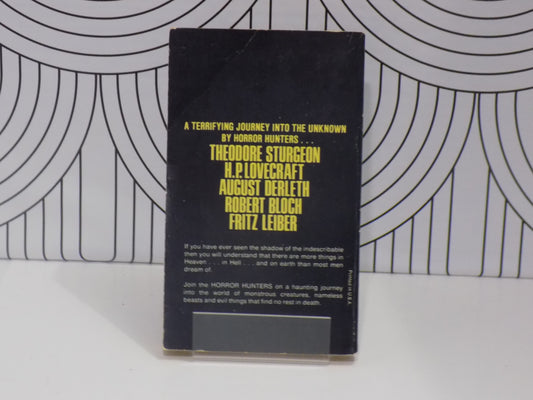 A TERRIFYING JOURNEY INTO THE UNKNOWN
BY HORROR HUNTERS . . .
THEODORE STURGEON
H.P. LOVECRAFT
AUGUST DERLETH
ROBERT BLOCH
FRITZ LEIBER
If you have ever seen the shadow of the indescribable
then you will understand that there are more things in
Heaven . . . in Hell . . . and on earth than most men
dream of.
Join the HORROR HUNTERS on a haunting journey
into the world of monstrous creatures, nameless
beasts and evil things that find no rest in death.
Printed in U.S.A.